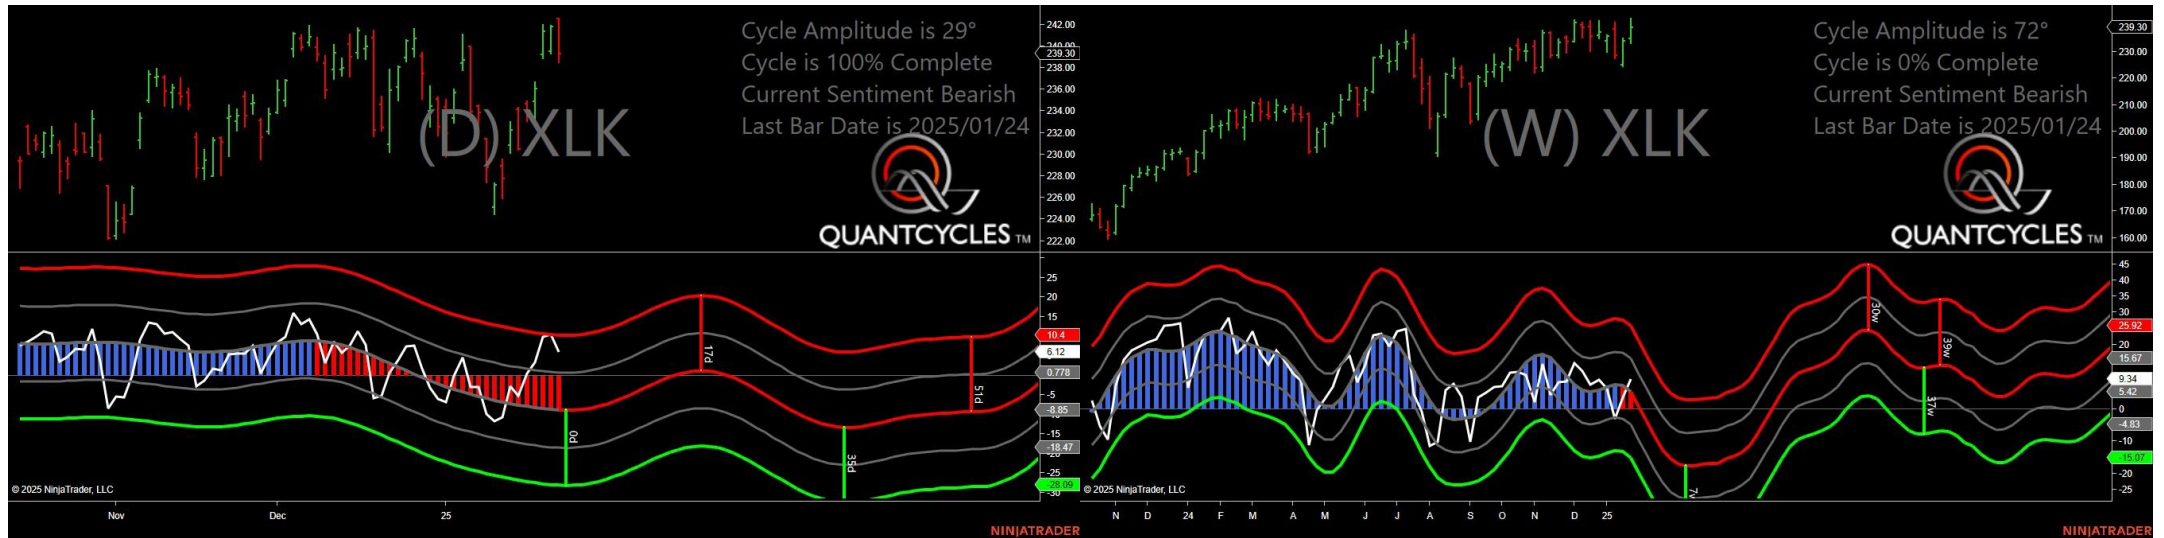 Cycle Amplitude is 29°
Cycle is 100% Complete
Current Sentiment Bearish
Last Bar Date is 2025/01/24
(D) XLK
QUANTCYCLES TM
242.00
240.00
239.30
238.00
236.00
234.00
232.00
230.00
228.00
226.00
224.00
222.00
25
20
15
10.4
6.12
0.778
-5
-8.85
-15
-18.47
-20
-25
-28.09
-30
0d
17d
35d
51d
© 2025 NinjaTrader, LLC
Nov
Dec
25
NINJATRADER
Cycle Amplitude is 72°
Cycle is 0% Complete
Current Sentiment Bearish
Last Bar Date is 2025/01/24
(W) XLK
QUANTCYCLES TM
239.30
230.00
220.00
210.00
200.00
190.00
180.00
170.00
160.00
45
40
35
30
25.92
20
15.67
9.34
5.42
0
-4.83
-10
-15.07
-20
-25
30w
39w
37w
© 2025 NinjaTrader, LLC
N D 24 F M A M J J A S O N D 25
NINJATRADER